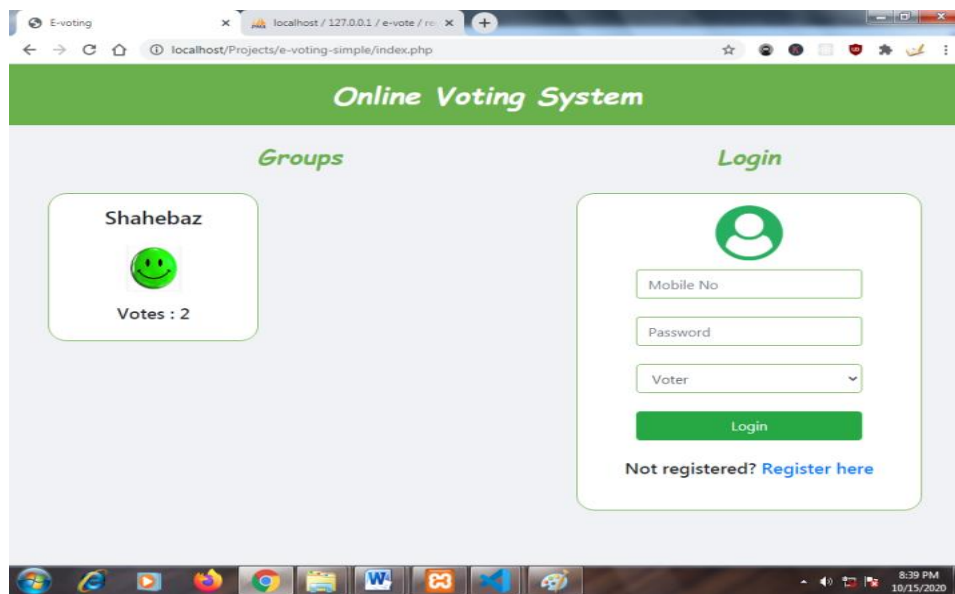 E-voting
localhost / 127.0.0.1 / e-vote / re
localhost/Projects/e-voting-simple/index.php
Online Voting System
Groups
Login
Shahebaz
Votes : 2
Mobile No
Password
Voter
Login
Not registered? Register here
8:39 PM
10/15/2020